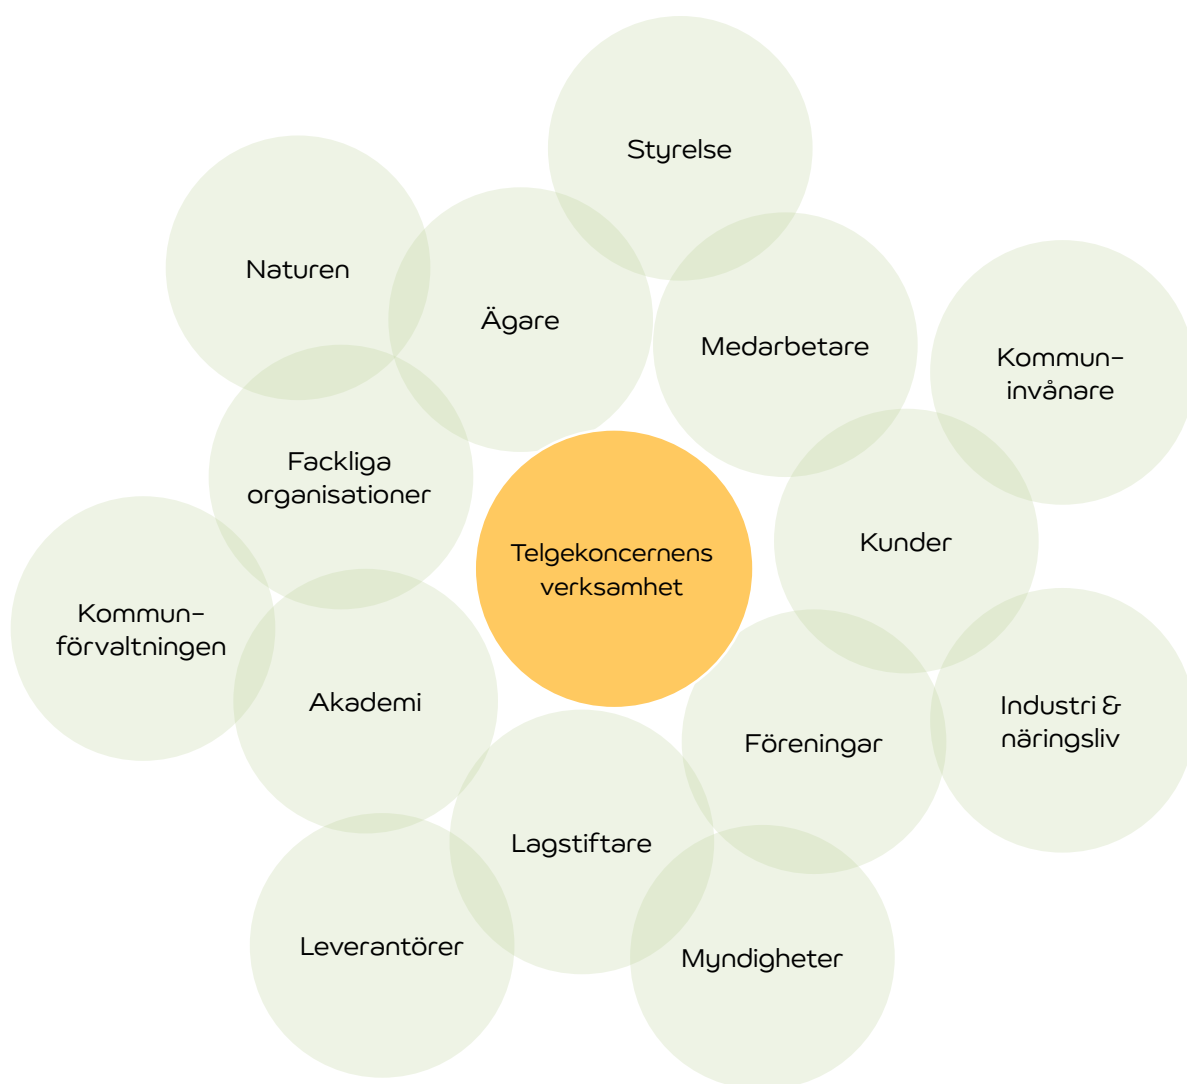 Styrelse
Naturen
Ägare
Medarbetare
Kommun-
invånare
Fackliga
organisationer
Telgekoncernens
verksamhet
Kunder
Kommun-
förvaltningen
Akademi
Föreningar
Industri &
näringsliv
Lagstiftare
Leverantörer
Myndigheter